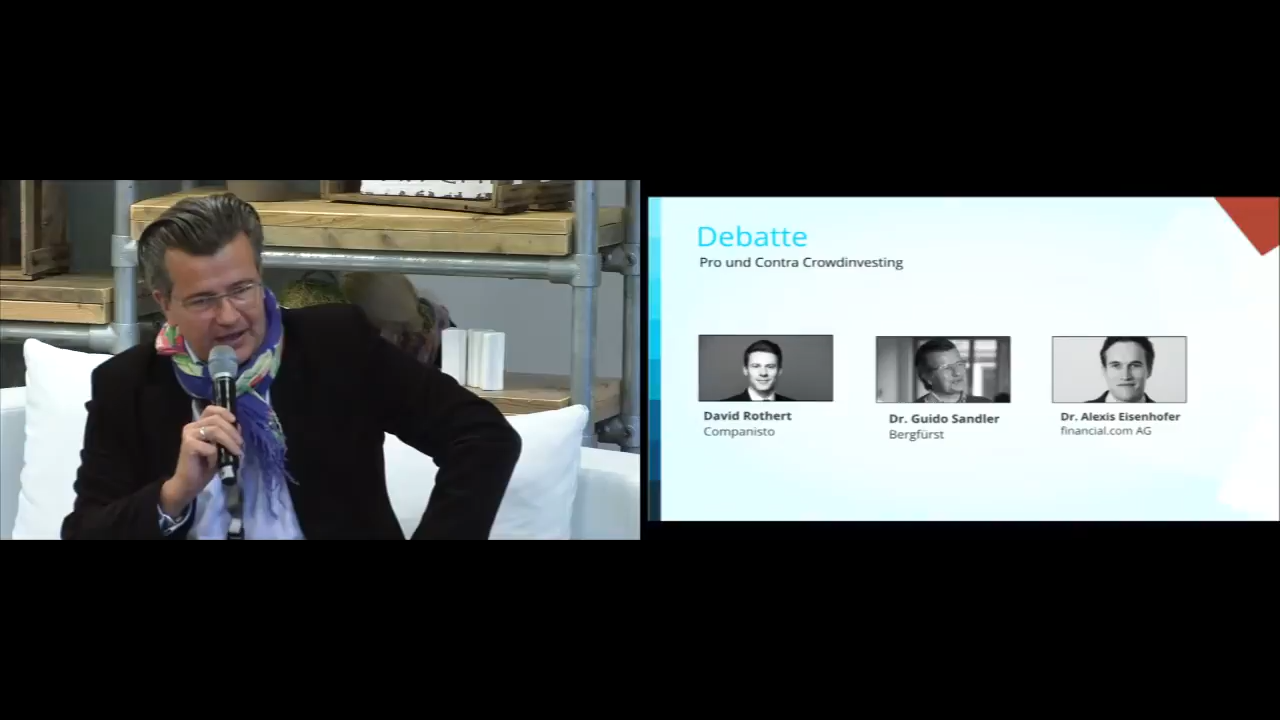 Debatte
Pro und Contra Crowdinvesting
David Rothert
Companisto
Dr. Guido Sandler
Bergfürst
Dr. Alexis Eisenhofer
financial.com AG